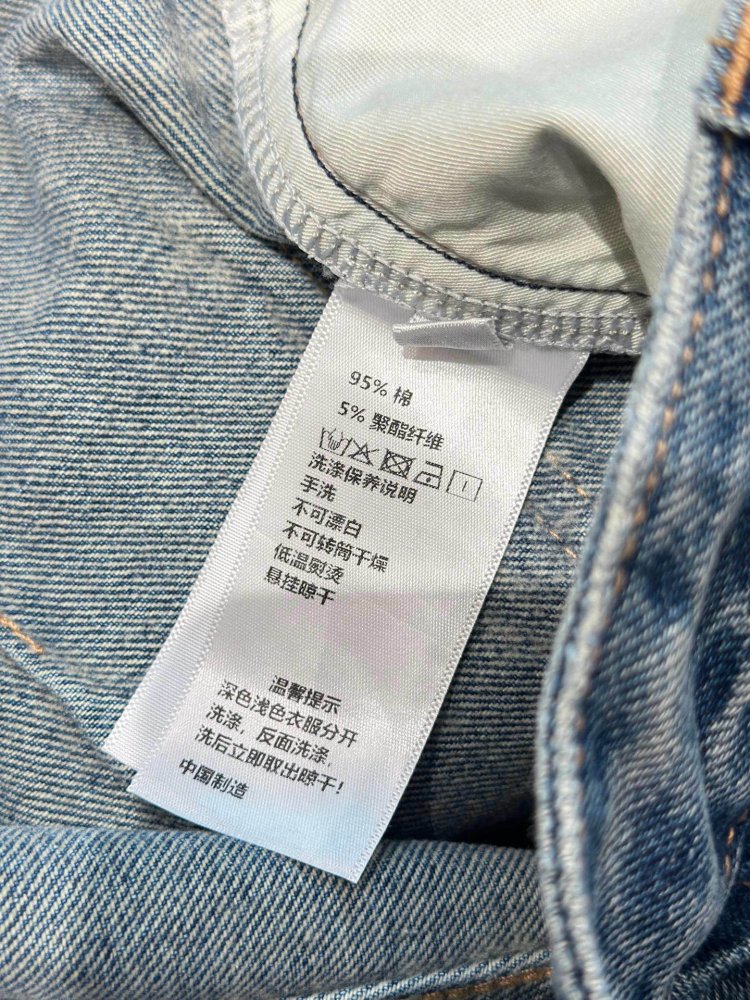 95% 棉
5% 聚酯纤维
洗涤保养说明
手洗
不可漂白
不可转筒干燥
低温熨烫
悬挂晾干
温馨提示
深色浅色衣服分开
洗涤，反面洗涤，
洗后立即取出晾干！
中国制造